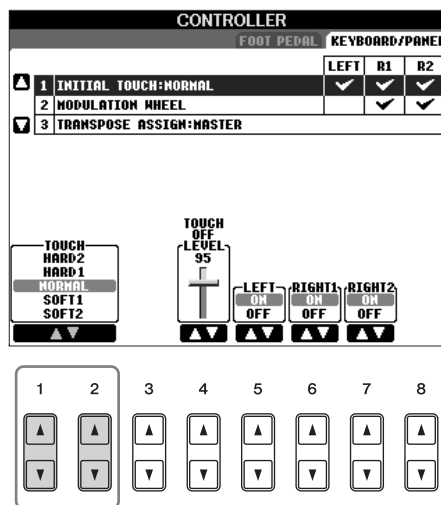 CONTROLLER
FOOT PEDAL KEYBOARD/PANEL
LEFT R1 R2
1 INITIAL TOUCH:NORMAL
2 MODULATION WHEEL
3 TRANSPOSE ASSIGN:MASTER
TOUCH
HARD2
HARD1
NORMAL
SOFT1
SOFT2
TOUCH
OFF
LEVEL
95
LEFT
ON
OFF
RIGHT1
ON
OFF
RIGHT2
ON
OFF
1 2 3 4 5 6 7 8